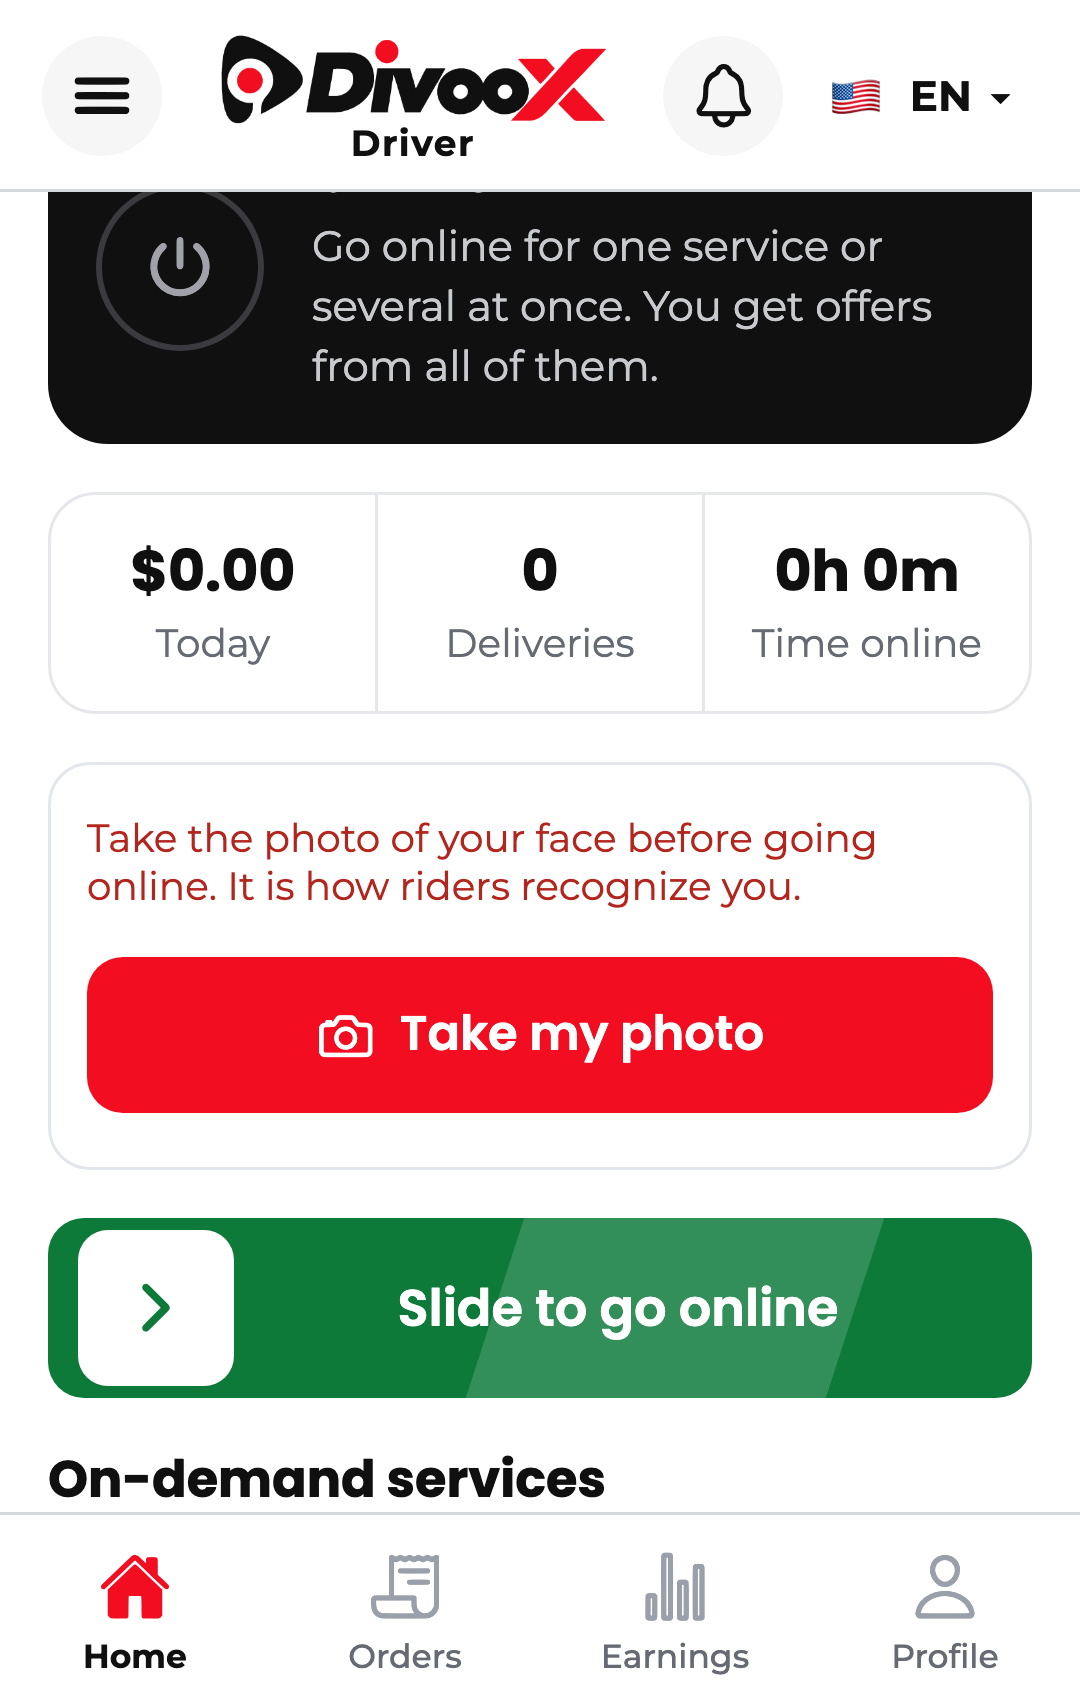 DivooX
Driver
EN
Go online for one service or
several at once. You get offers
from all of them.
$0.00
Today
0
Deliveries
0h 0m
Time online
Take the photo of your face before going
online. It is how riders recognize you.
Take my photo
Slide to go online
On-demand services
Home
Orders
Earnings
Profile